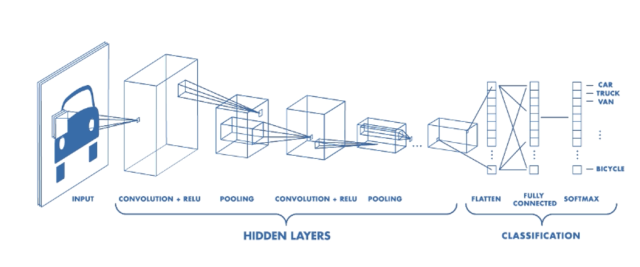 CAR
TRUCK
VAN
BICYCLE
INPUT
CONVOLUTION + RELU
POOLING
CONVOLUTION + RELU
POOLING
FLATTEN
FULLY
CONNECTED
SOFTMAX
HIDDEN LAYERS
CLASSIFICATION